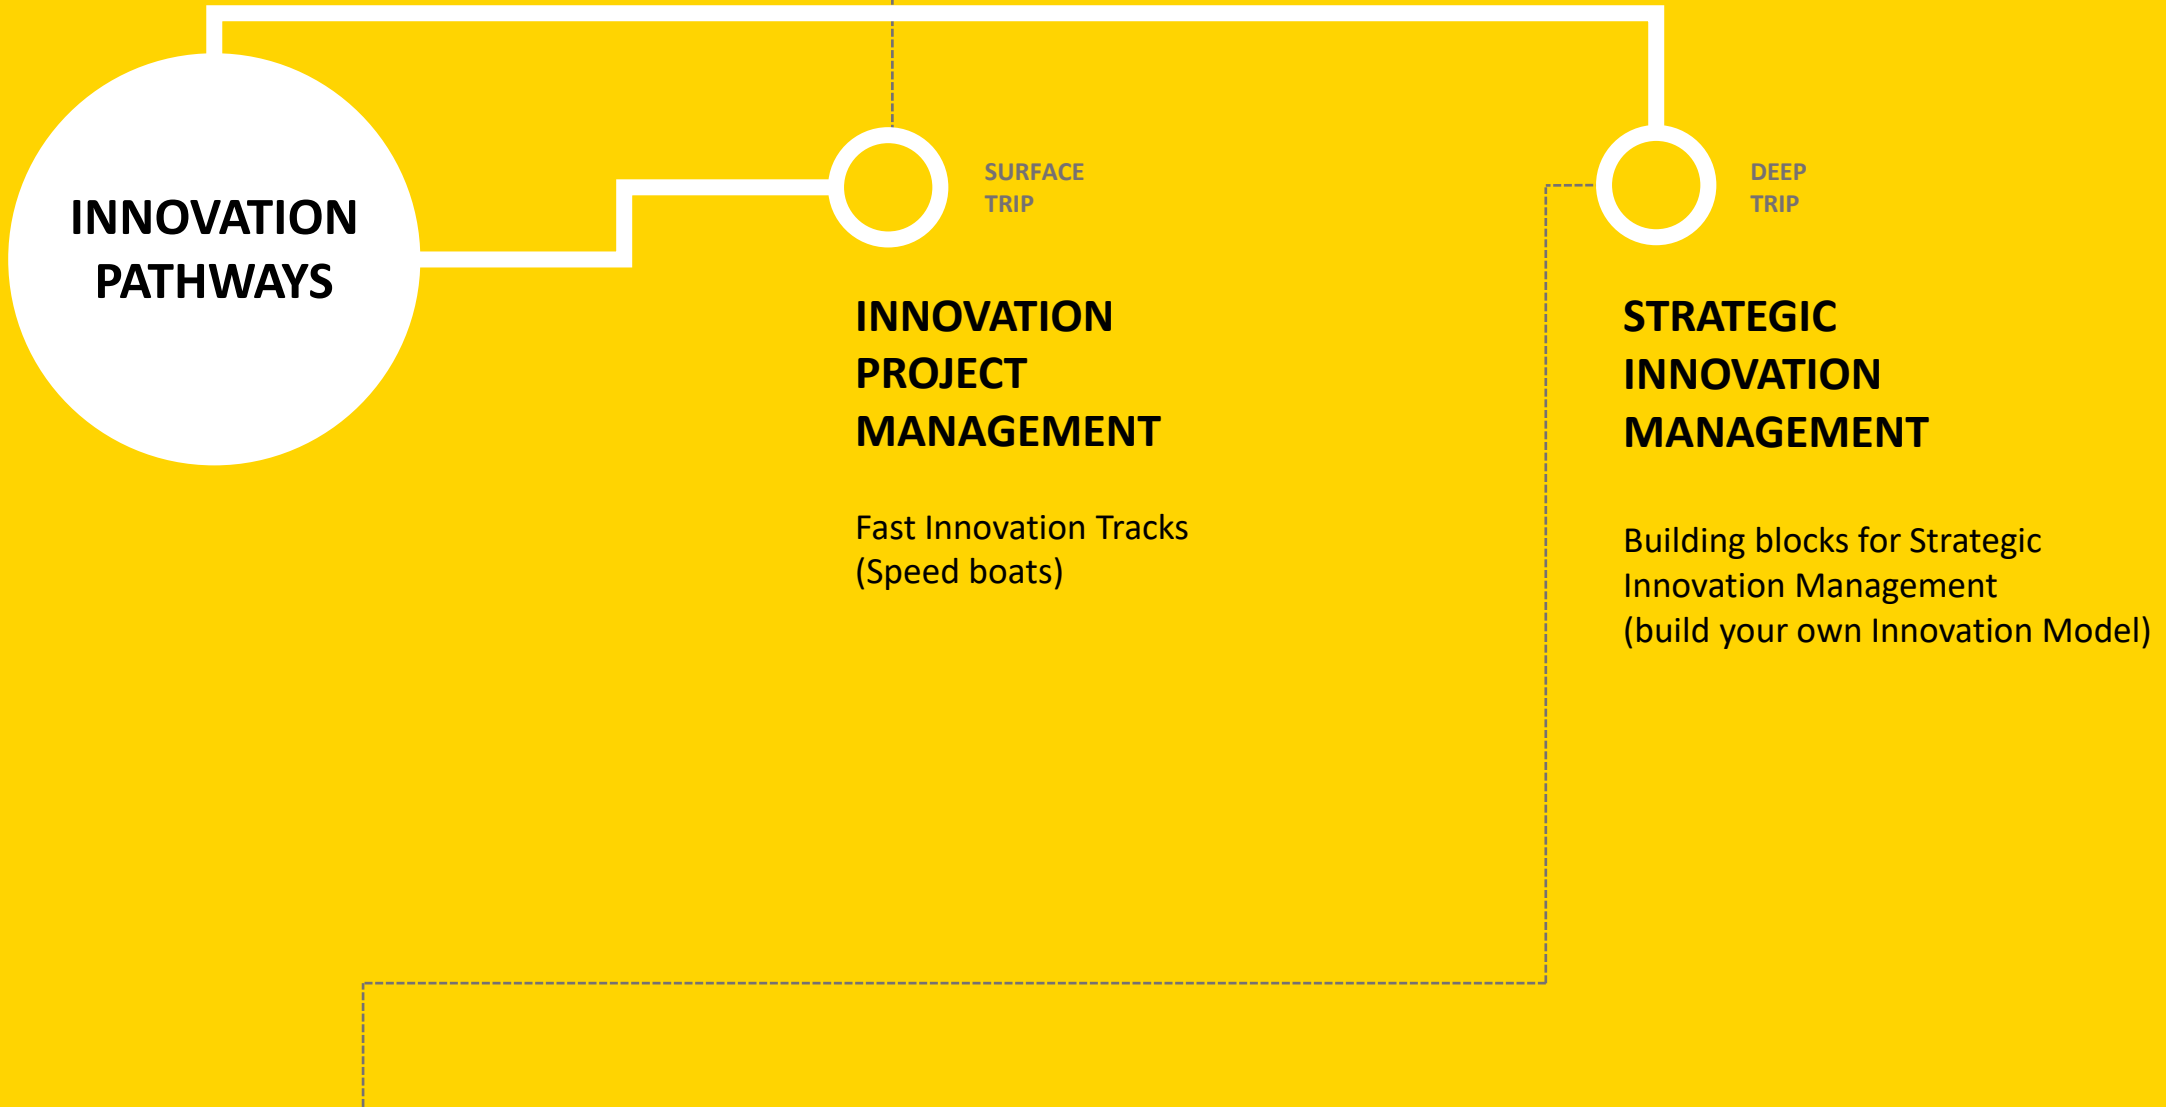 INNOVATION
PATHWAYS
SURFACE
TRIP
INNOVATION
PROJECT
MANAGEMENT
Fast Innovation Tracks
(Speed boats)
DEEP
TRIP
STRATEGIC
INNOVATION
MANAGEMENT
Building blocks for Strategic
Innovation Management
(build your own Innovation Model)